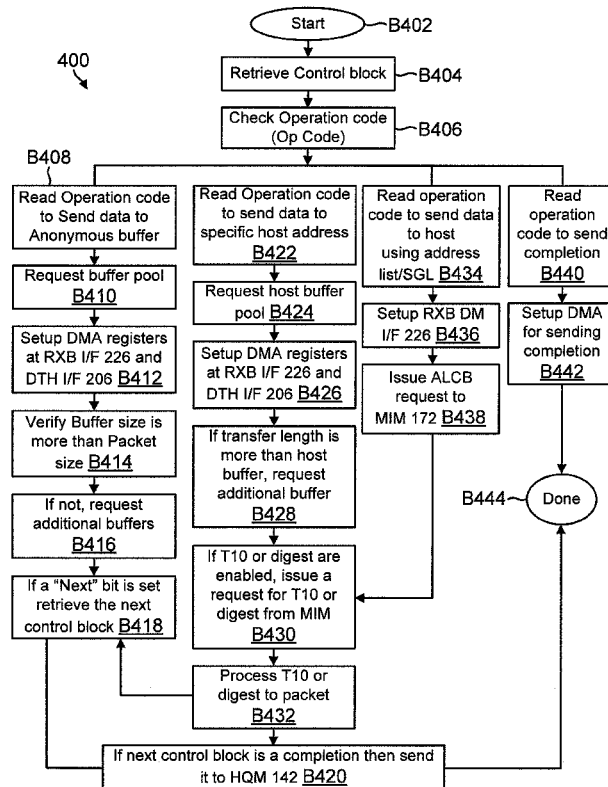 Start
B402
400
Retrieve Control block
B404
Check Operation code
(Op Code)
B406
B408
Read Operation code
to Send data to
Anonymous buffer
Request buffer pool
B410
Setup DMA registers
at RXB I/F 226 and
DTH I/F 206 B412
Verify Buffer size is
more than Packet
size B414
If not, request
additional buffers
B416
If a “Next” bit is set
retrieve the next
control block B418
Read Operation code
to send data to
specific host address
B422
Request host buffer
pool B424
Setup DMA registers
at RXB I/F 226 and
DTH I/F 206 B426
If transfer length is
more than host
buffer, request
additional buffer
B428
If T10 or digest are
enabled, issue a
request for T10 or
digest from MIM
B430
Process T10 or
digest to packet
B432
Read operation
code to send data
to host
using address
list/SGL B434
Setup RXB DM
I/F 226 B436
Issue ALCB
request to
MIM 172 B438
Read
operation
code to send
completion
B440
Setup DMA
for sending
completion
B442
B444
Done
If next control block is a completion then send
it to HQM 142 B420